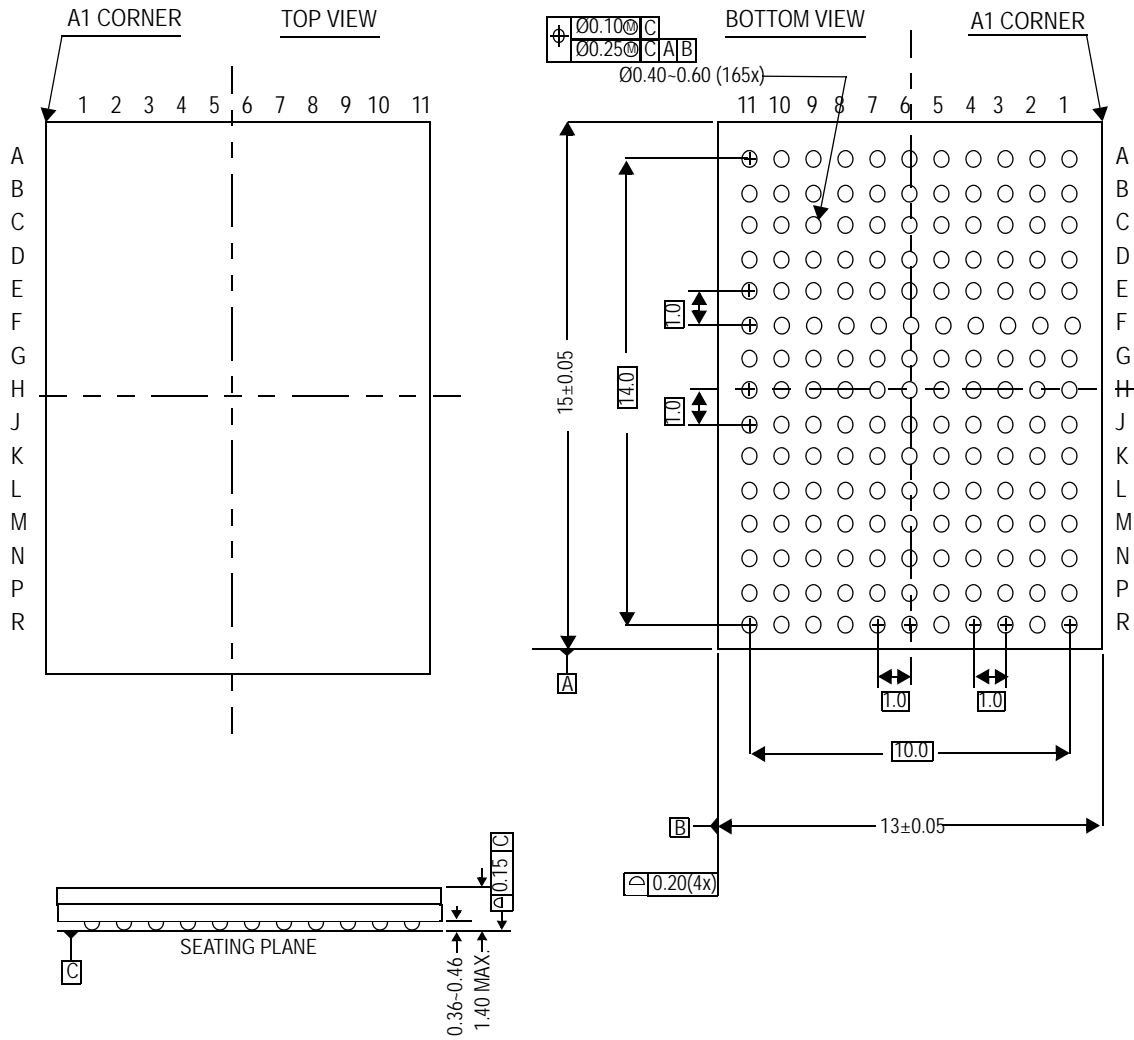 A1 CORNER
TOP VIEW
1 2 3 4 5 6 7 8 9 10 11
A
B
C
D
E
F
G
H
J
K
L
M
N
P
R
Ø0.10Ⓜ C
Ø0.25Ⓜ C A B
Ø0.40~0.60 (165x)
BOTTOM VIEW
A1 CORNER
11 10 9 8 7 6 5 4 3 2 1
A
B
C
D
E
F
G
H
J
K
L
M
N
P
R
1.0
1.0
15±0.05
14.0
A
1.0
1.0
10.0
B
13±0.05
0.20(4x)
0.15 C
SEATING PLANE
C
0.36~0.46
1.40 MAX.